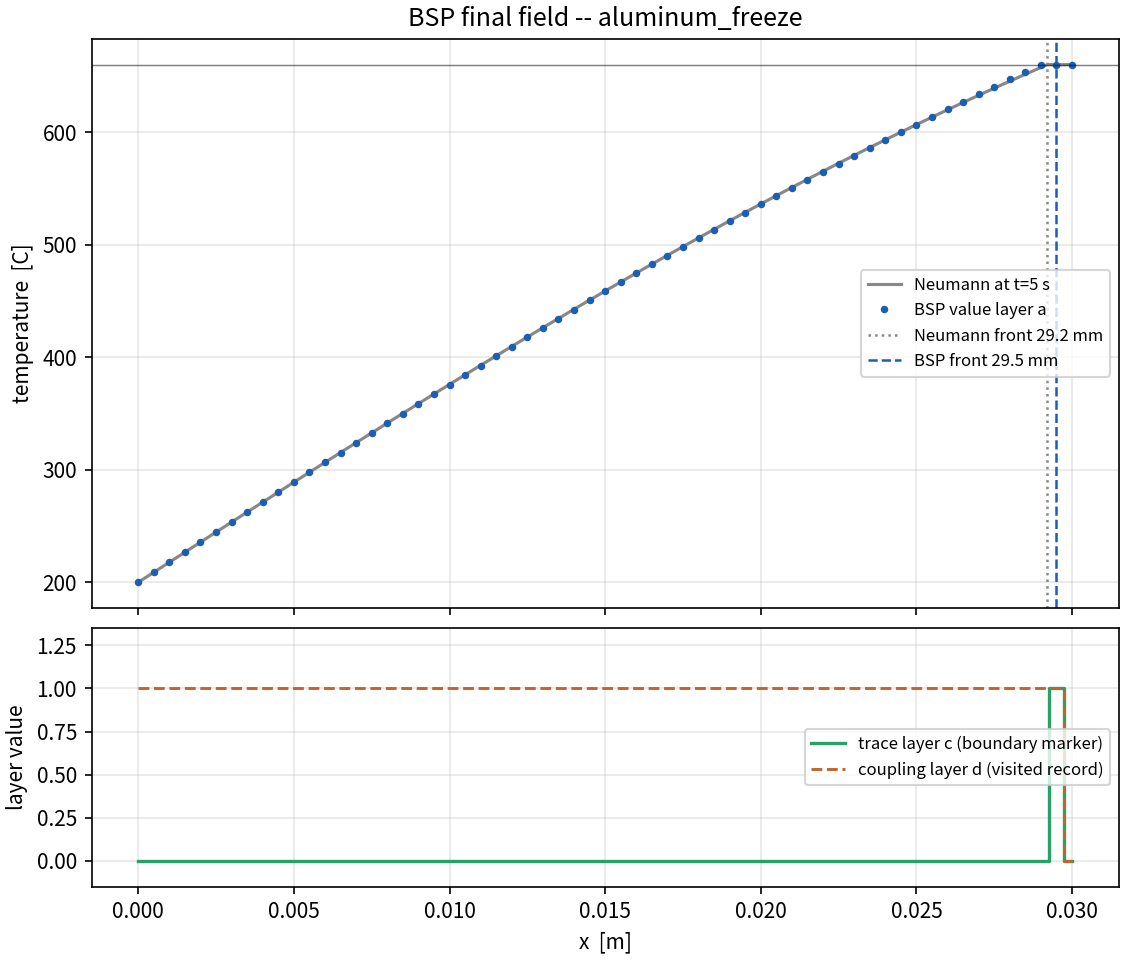 BSP final field -- aluminum_freeze
600
500
400
300
200
temperature [C]
Neumann at t=5 s
BSP value layer a
Neumann front 29.2 mm
BSP front 29.5 mm
1.25
1.00
0.75
0.50
0.25
0.00
layer value
trace layer c (boundary marker)
coupling layer d (visited record)
0.000 0.005 0.010 0.015 0.020 0.025 0.030
x [m]